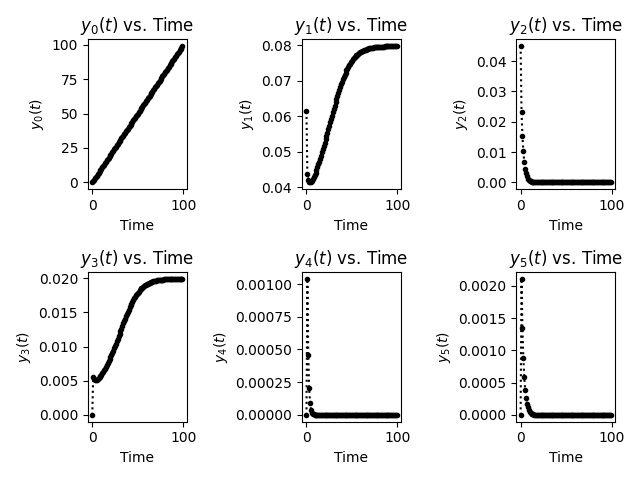 y₀(t) vs. Time
100
75
50
25
0
y₀(t)
0
100
Time
y₁(t) vs. Time
0.08
0.07
0.06
0.05
0.04
y₁(t)
0
100
Time
y₂(t) vs. Time
0.04
0.03
0.02
0.01
0.00
y₂(t)
0
100
Time
y₃(t) vs. Time
0.020
0.015
0.010
0.005
0.000
y₃(t)
0
100
Time
y₄(t) vs. Time
0.00100
0.00075
0.00050
0.00025
0.00000
y₄(t)
0
100
Time
y₅(t) vs. Time
0.0020
0.0015
0.0010
0.0005
0.0000
y₅(t)
0
100
Time